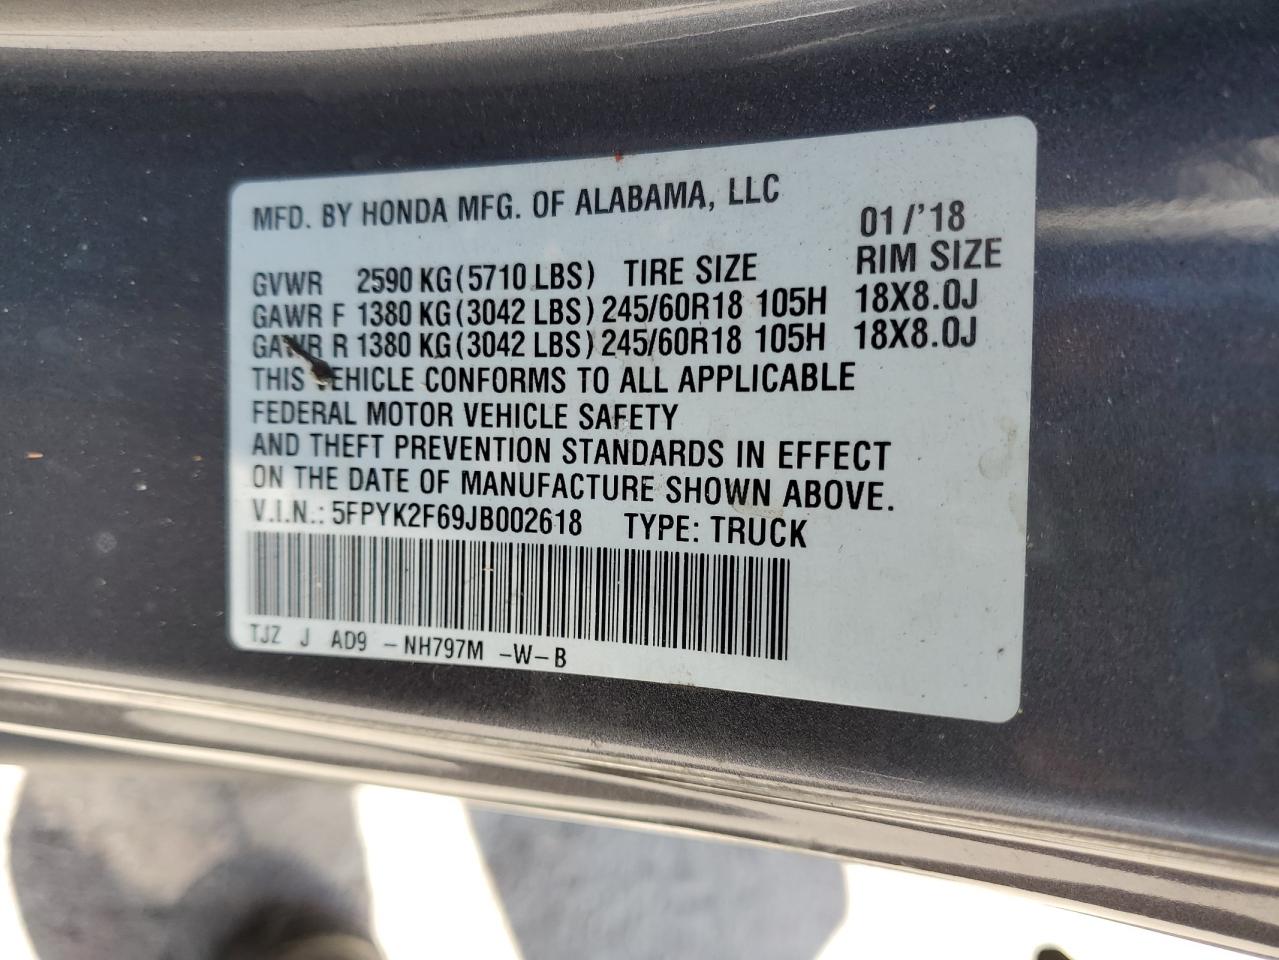 MFD. BY HONDA MFG. OF ALABAMA, LLC 01/'18
GVWR 2590 KG(5710 LBS) TIRE SIZE RIM SIZE
GAWR F 1380 KG(3042 LBS) 245/60R18 105H 18X8.0J
GAWR R 1380 KG(3042 LBS) 245/60R18 105H 18X8.0J
THIS VEHICLE CONFORMS TO ALL APPLICABLE
FEDERAL MOTOR VEHICLE SAFETY
AND THEFT PREVENTION STANDARDS IN EFFECT
ON THE DATE OF MANUFACTURE SHOWN ABOVE.
V.I.N.: 5FPYK2F69JB002618 TYPE: TRUCK
TJZ J AD9 -NH797M -W-B